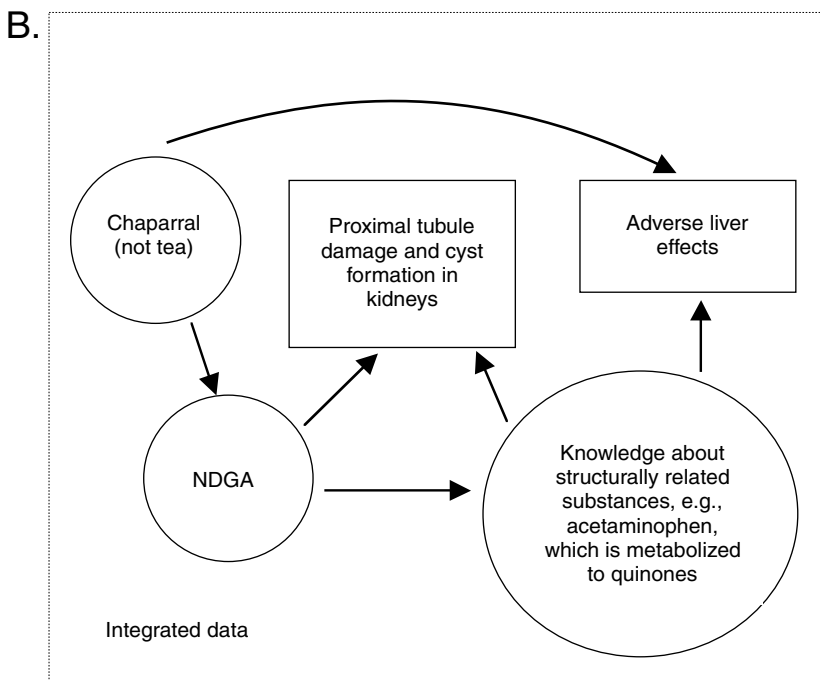 B.
Chaparral
(not tea)
Proximal tubule
damage and cyst
formation in
kidneys
Adverse liver
effects
NDGA
Knowledge about
structurally related
substances, e.g.,
acetaminophen,
which is metabolized
to quinones
Integrated data